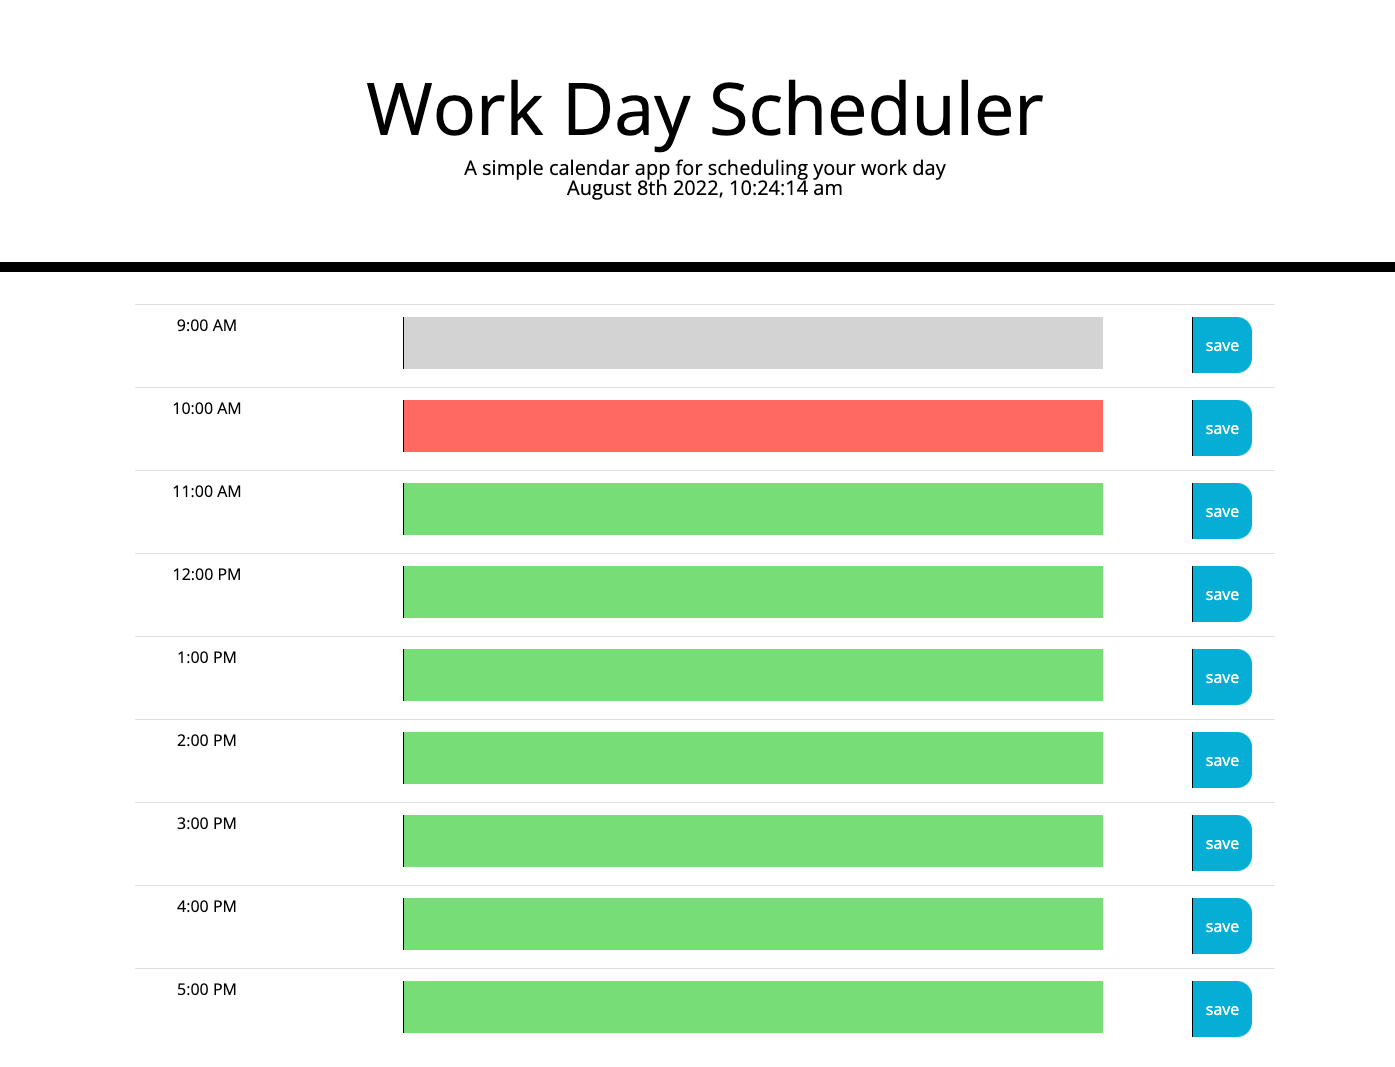 Work Day Scheduler
A simple calendar app for scheduling your work day
August 8th 2022, 10:24:14 am
9:00 AM save
10:00 AM save
11:00 AM save
12:00 PM save
1:00 PM save
2:00 PM save
3:00 PM save
4:00 PM save
5:00 PM save